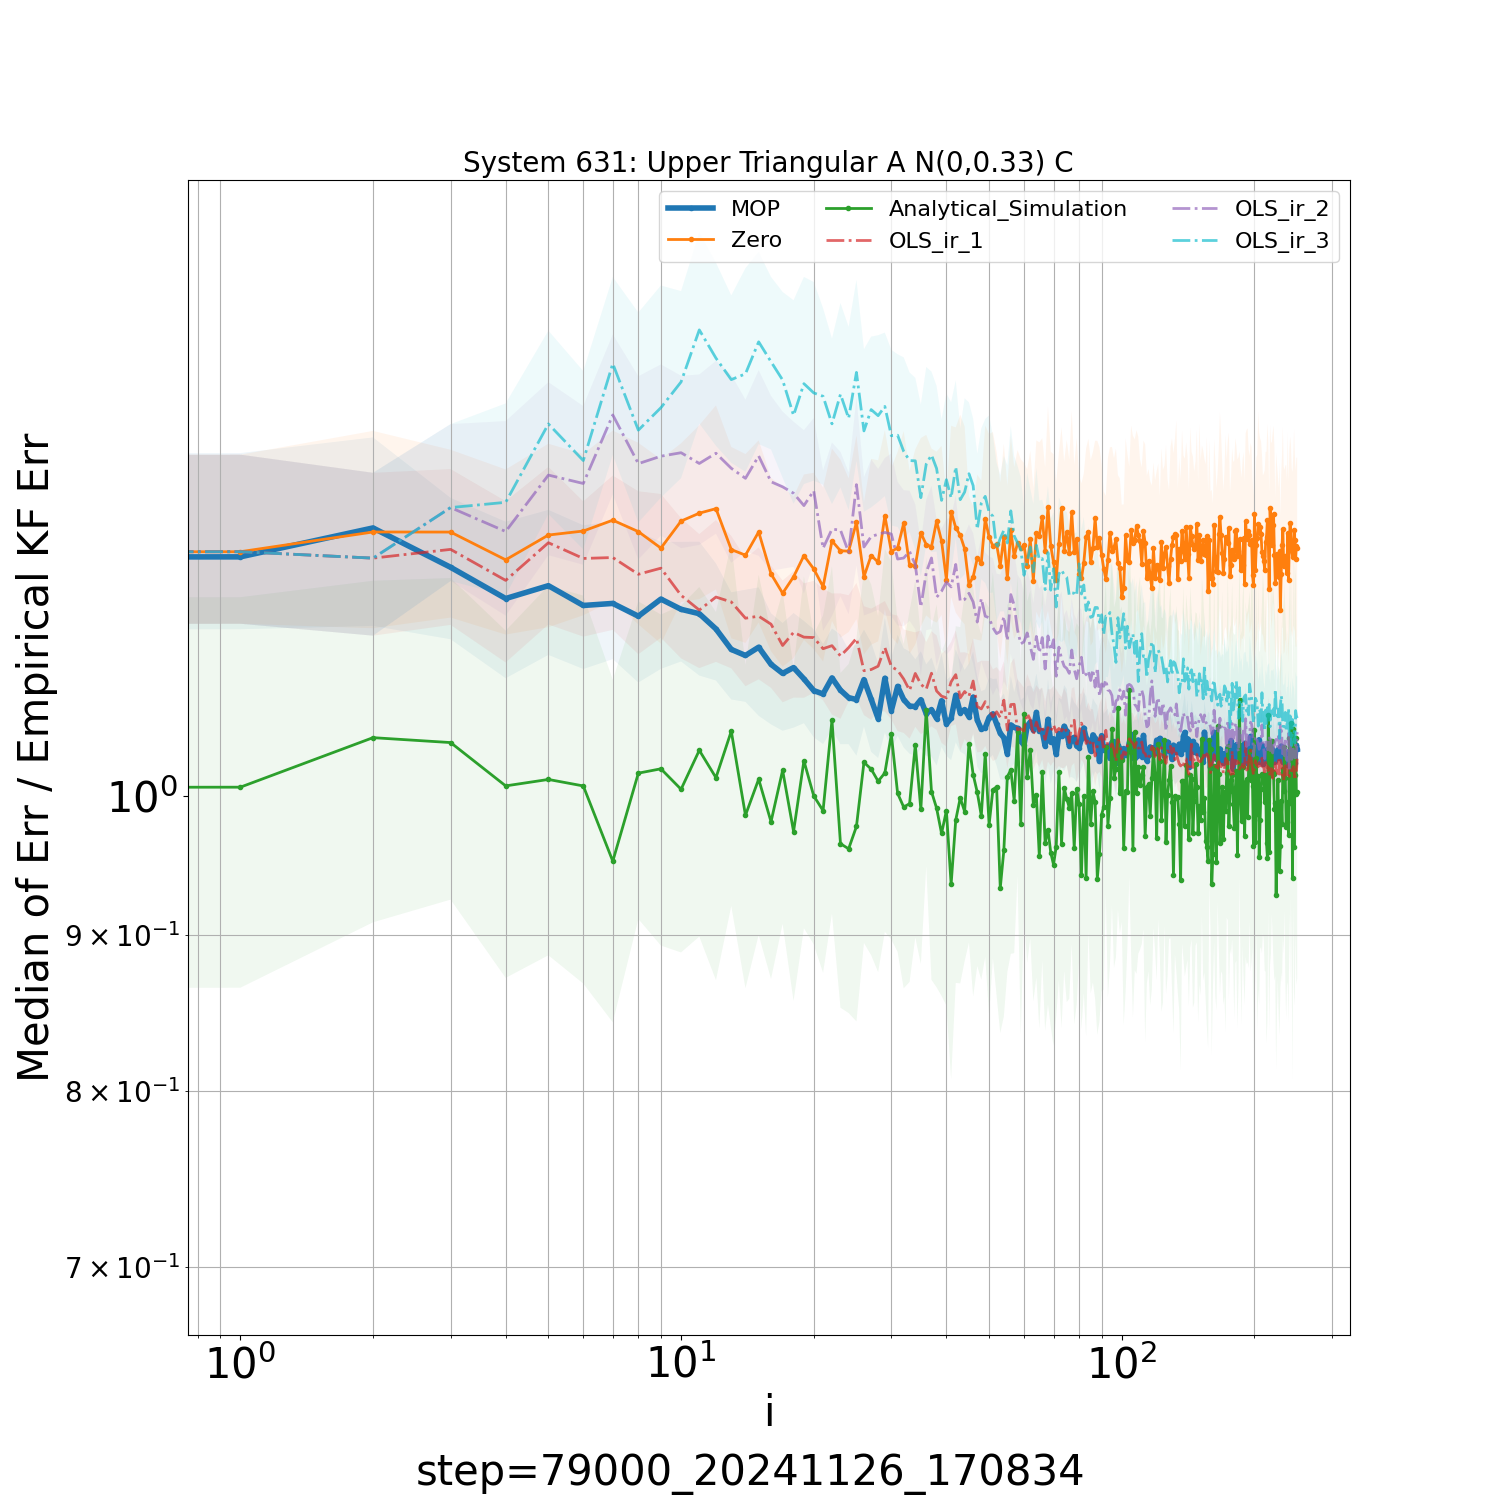 System 631: Upper Triangular A N(0,0.33) C
MOP
Zero
Analytical_Simulation
OLS_ir_1
OLS_ir_2
OLS_ir_3
Median of Err / Empirical KF Err
10⁰
9 × 10⁻¹
8 × 10⁻¹
7 × 10⁻¹
10⁰ 10¹ 10²
i
step=79000_20241126_170834